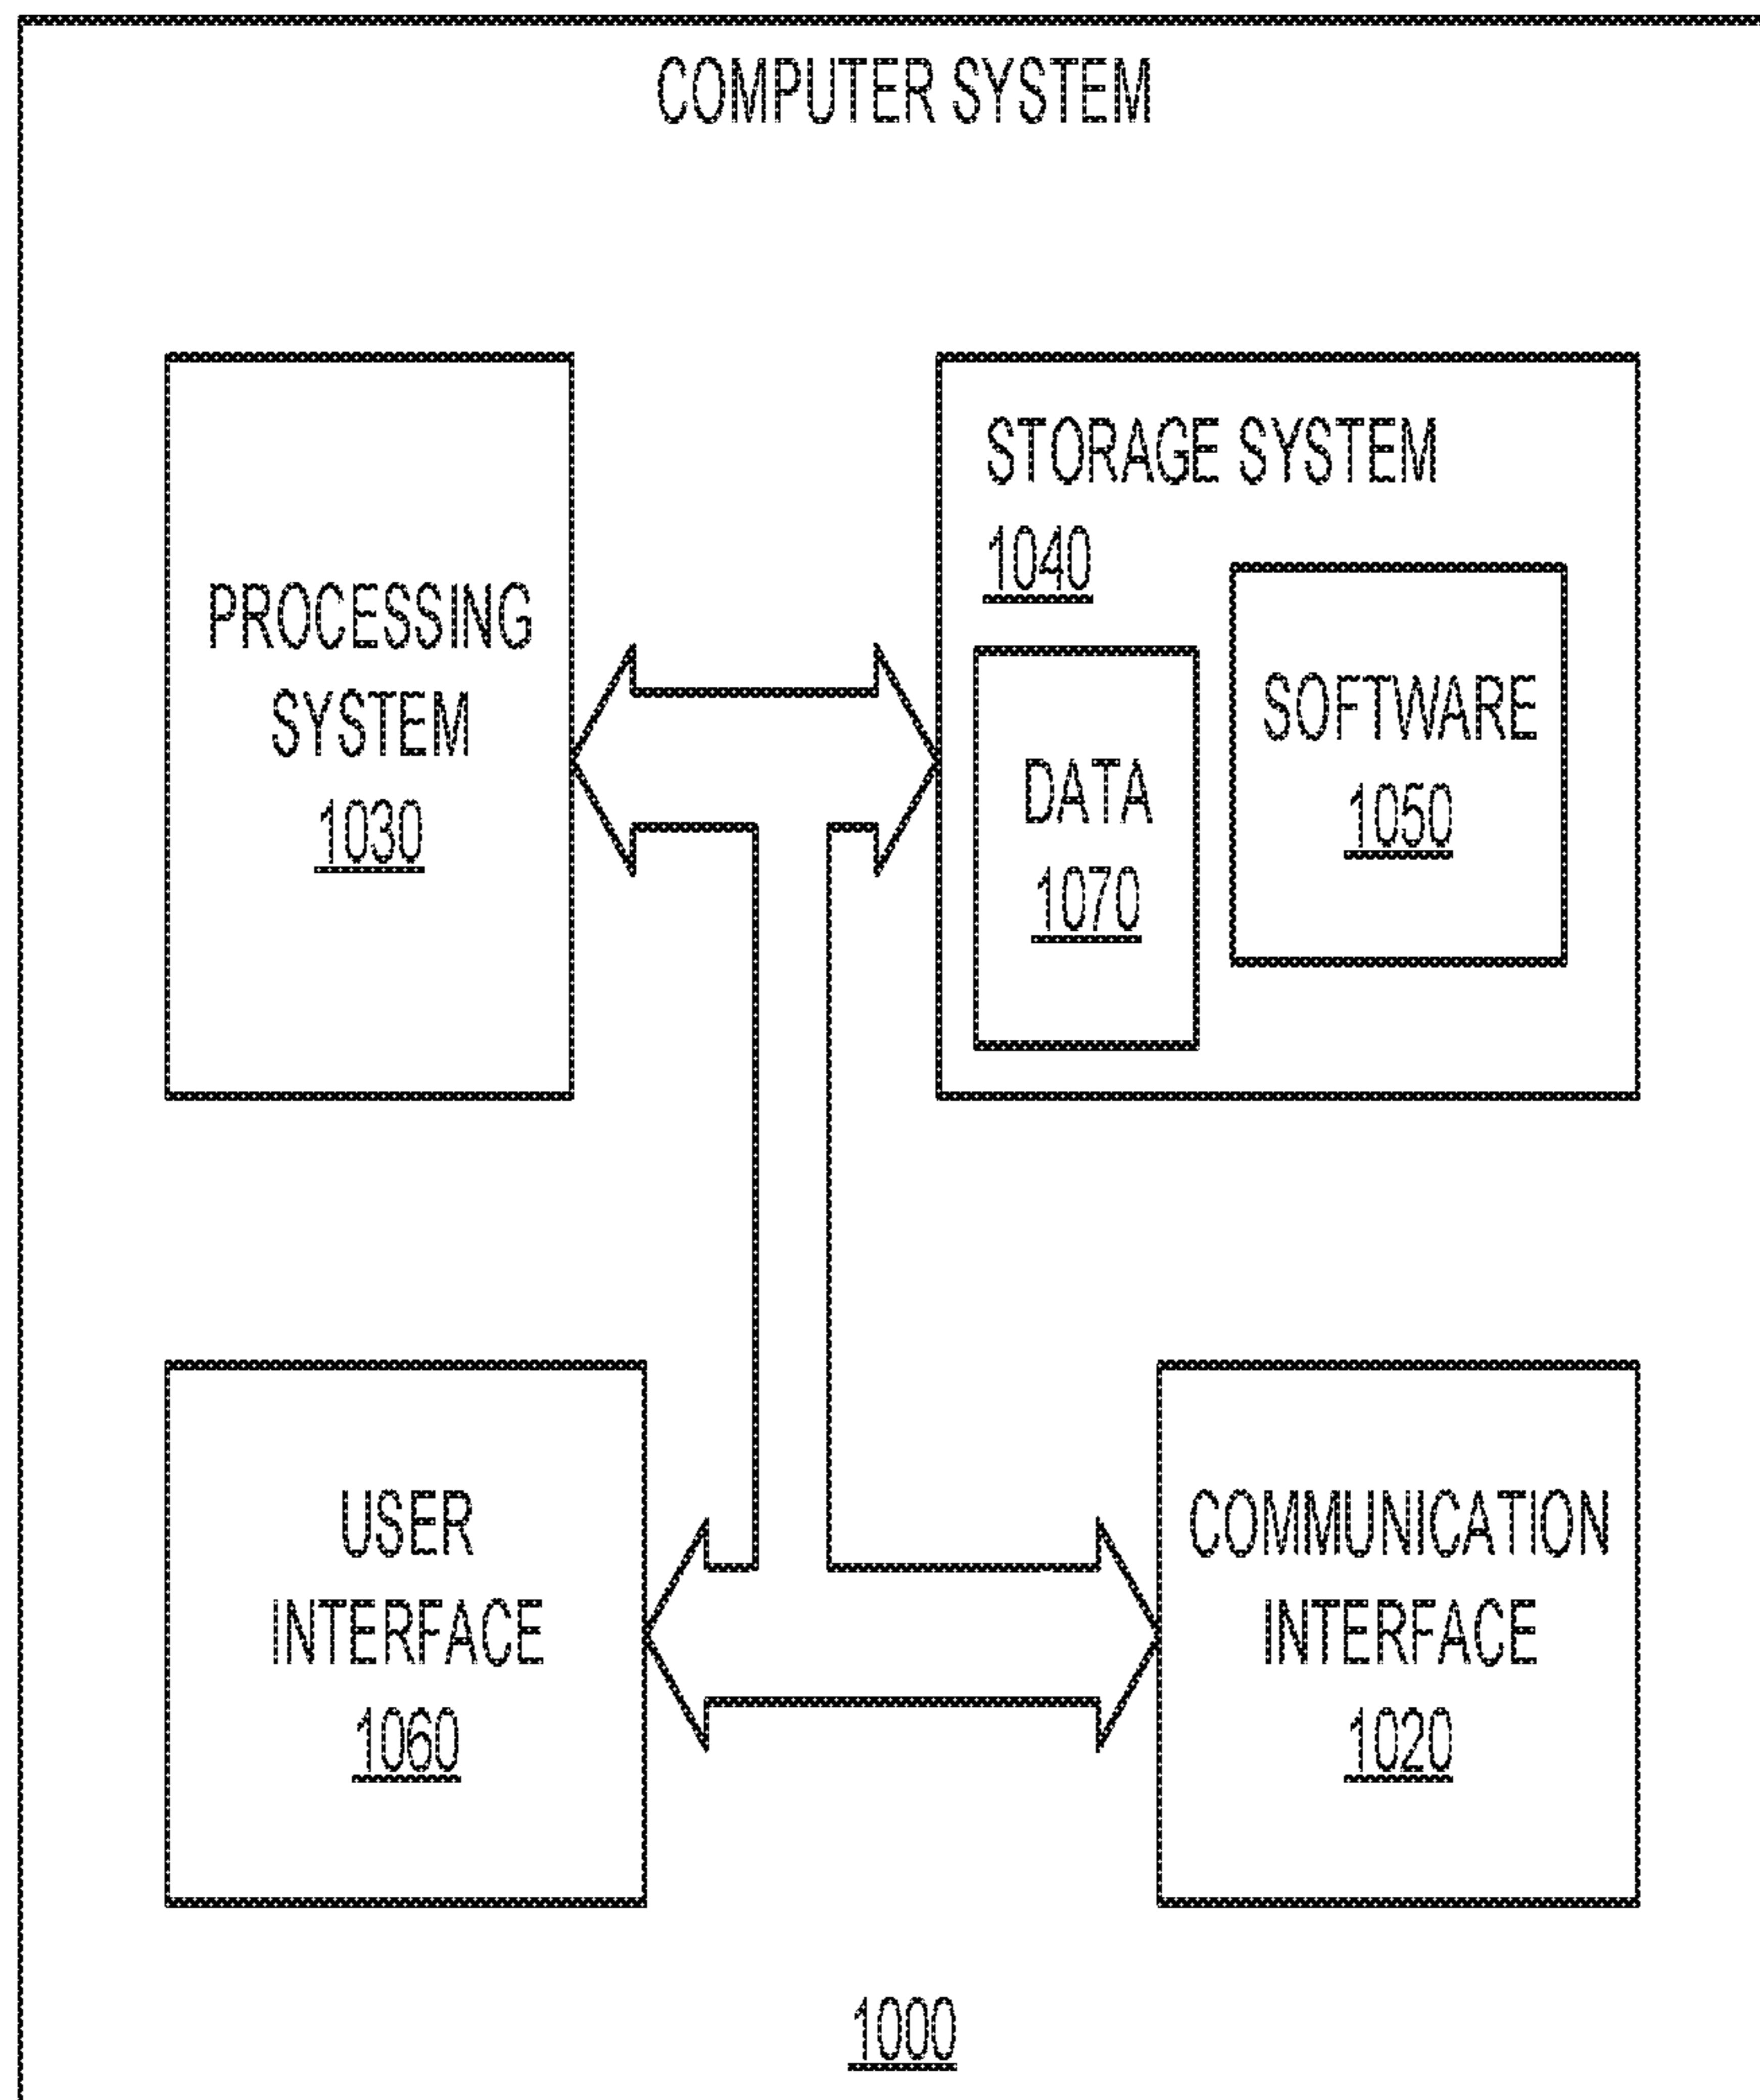 COMPUTER SYSTEM
PROCESSING
SYSTEM
1030
STORAGE SYSTEM
1040
DATA
1070
SOFTWARE
1050
USER
INTERFACE
1060
COMMUNICATION
INTERFACE
1020
1000